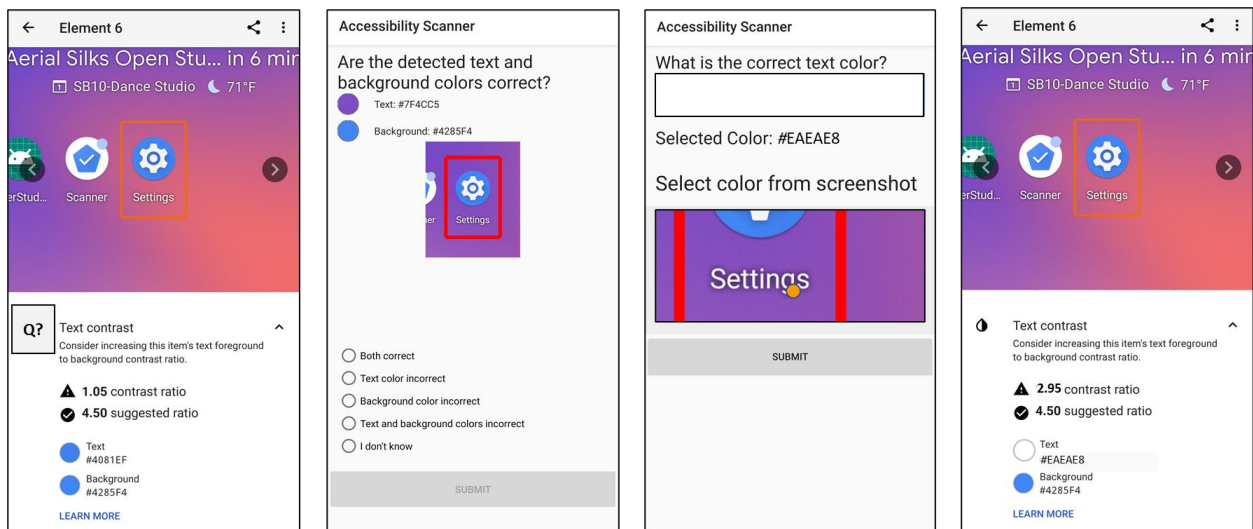 Element 6
Aerial Silks Open Stu... in 6 mir
SB10-Dance Studio 71°F
erStud... Scanner Settings
Q?
Text contrast
Consider increasing this item's text foreground
to background contrast ratio.
1.05 contrast ratio
4.50 suggested ratio
Text
#4081EF
Background
#4285F4
LEARN MORE
Accessibility Scanner
Are the detected text and
background colors correct?
Text: #7F4CC5
Background: #4285F4
ner Settings
Both correct
Text color incorrect
Background color incorrect
Text and background colors incorrect
I don't know
SUBMIT
Accessibility Scanner
What is the correct text color?
Selected Color: #EAEAE8
Select color from screenshot
Settings
SUBMIT
Element 6
Aerial Silks Open Stu... in 6 mir
SB10-Dance Studio 71°F
erStud... Scanner Settings
Text contrast
Consider increasing this item's text foreground
to background contrast ratio.
2.95 contrast ratio
4.50 suggested ratio
Text
#EAEAE8
Background
#4285F4
LEARN MORE